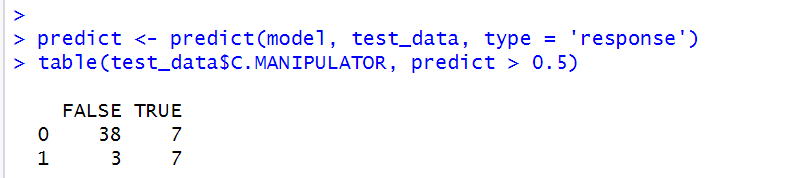 >
> predict <- predict(model, test_data, type = 'response')
> table(test_data$C.MANIPULATOR, predict > 0.5)
FALSE TRUE
0 38 7
1 3 7